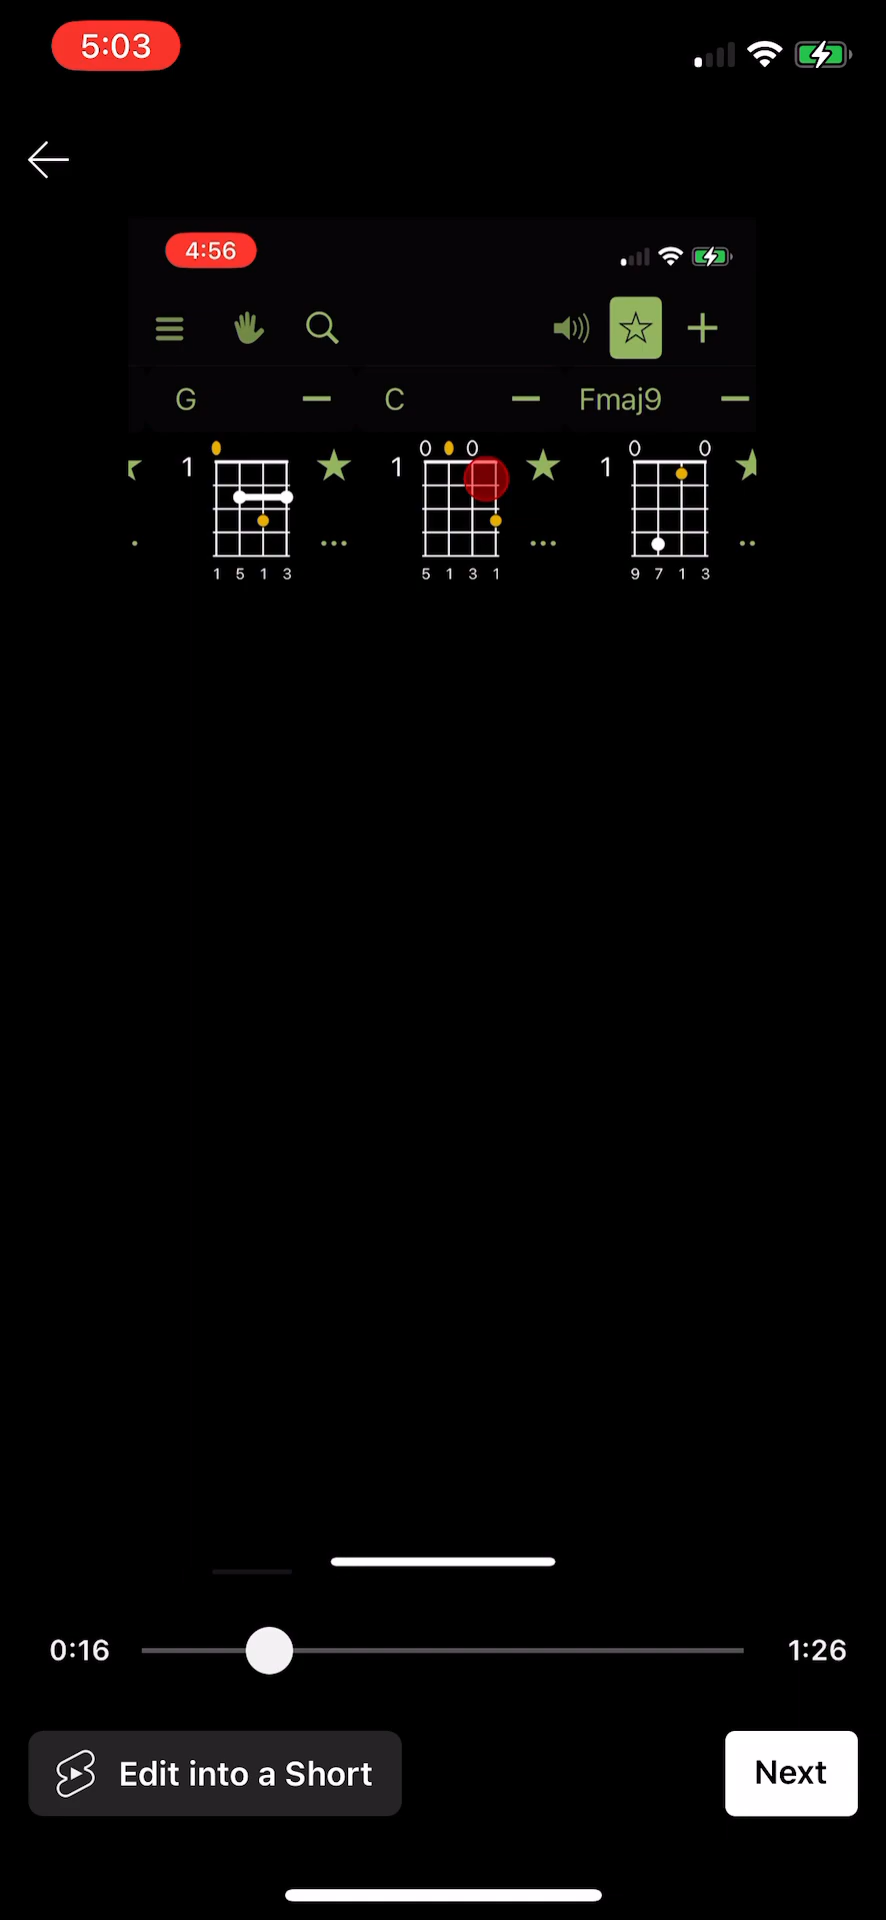 5:03
4:56
G C Fmaj9
0 0 0 0
1 1 1
1 5 1 3 5 1 3 1 9 7 1 3
0:16 1:26
Edit into a Short Next